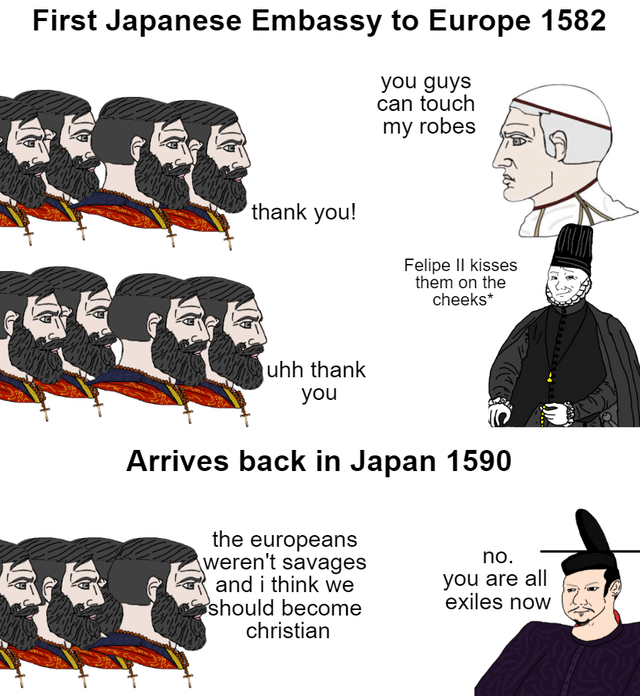 First Japanese Embassy to Europe 1582
you guys
can touch
my robes
thank you!
Felipe II kisses
them on the
cheeks*
uhh thank
you
Arrives back in Japan 1590
the europeans
weren't savages
and i think we
should become
christian
no.
you are all
exiles now